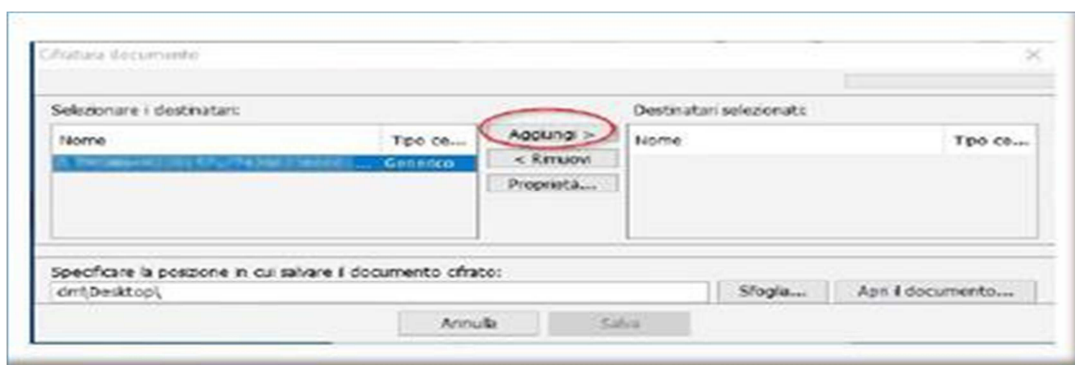 Cifratura documento
Selezionare i destinatari:
Destinatari selezionati:
Nome
Tipo ce...
Aggiungi >
Nome
Tipo ce...
... Generico
< Rimuovi
Proprietà...
Specificare la posizione in cui salvare il documento cifrato:
dm\Desktop\
Sfoglia...
Apri il documento...
Annulla
Salva